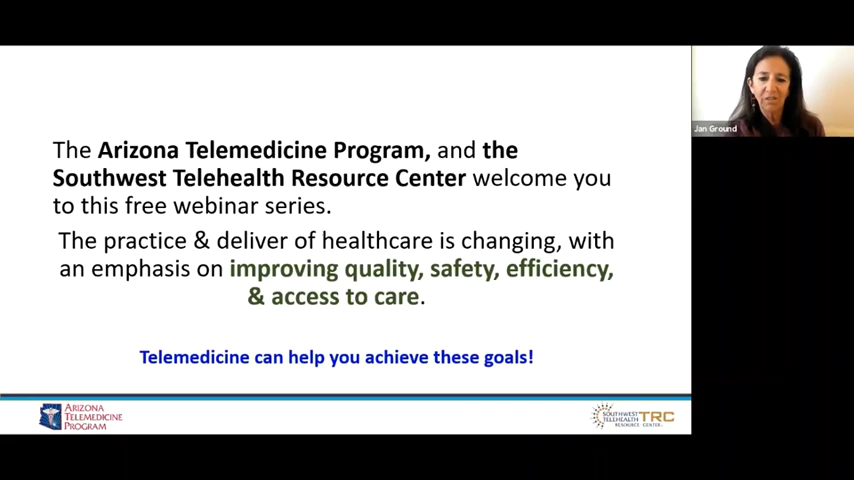 The Arizona Telemedicine Program, and the
Southwest Telehealth Resource Center welcome you
to this free webinar series.
The practice & deliver of healthcare is changing, with
an emphasis on improving quality, safety, efficiency,
& access to care.
Telemedicine can help you achieve these goals!
ARIZONA
TELEMEDICINE
PROGRAM
SOUTHWEST
TELEHEALTH
RESOURCE CENTER
TRC
Jan Ground